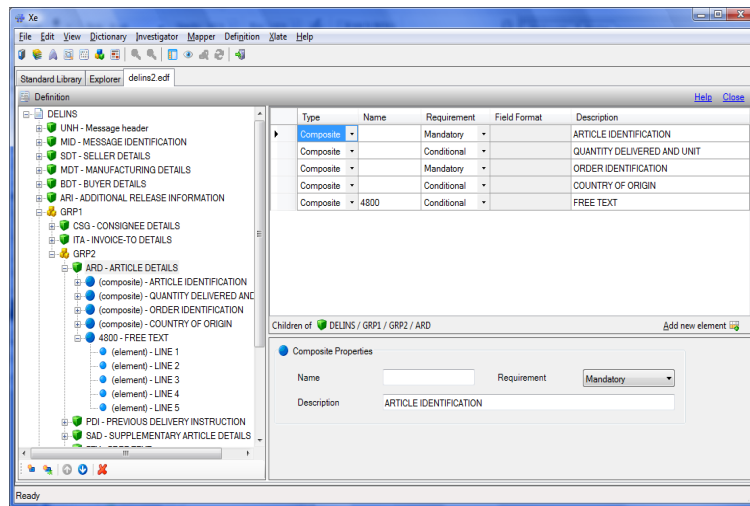 Xe
File Edit View Dictionary Investigator Mapper Definition Xlate Help
Standard Library Explorer delins2.edf
Definition Help Close
DELINS
UNH - Message header
MID - MESSAGE IDENTIFICATION
SDT - SELLER DETAILS
MDT - MANUFACTURING DETAILS
BDT - BUYER DETAILS
ARI - ADDITIONAL RELEASE INFORMATION
GRP1
CSG - CONSIGNEE DETAILS
ITA - INVOICE-TO DETAILS
GRP2
ARD - ARTICLE DETAILS
(composite) - ARTICLE IDENTIFICATION
(composite) - QUANTITY DELIVERED AND
(composite) - ORDER IDENTIFICATION
(composite) - COUNTRY OF ORIGIN
4800 - FREE TEXT
(element) - LINE 1
(element) - LINE 2
(element) - LINE 3
(element) - LINE 4
(element) - LINE 5
PDI - PREVIOUS DELIVERY INSTRUCTION
SAD - SUPPLEMENTARY ARTICLE DETAILS
Type Name Requirement Field Format Description
Composite Mandatory ARTICLE IDENTIFICATION
Composite Conditional QUANTITY DELIVERED AND UNIT
Composite Mandatory ORDER IDENTIFICATION
Composite Conditional COUNTRY OF ORIGIN
Composite 4800 Conditional FREE TEXT
Children of DELINS / GRP1 / GRP2 / ARD Add new element
Composite Properties
Name Requirement Mandatory
Description ARTICLE IDENTIFICATION
Ready